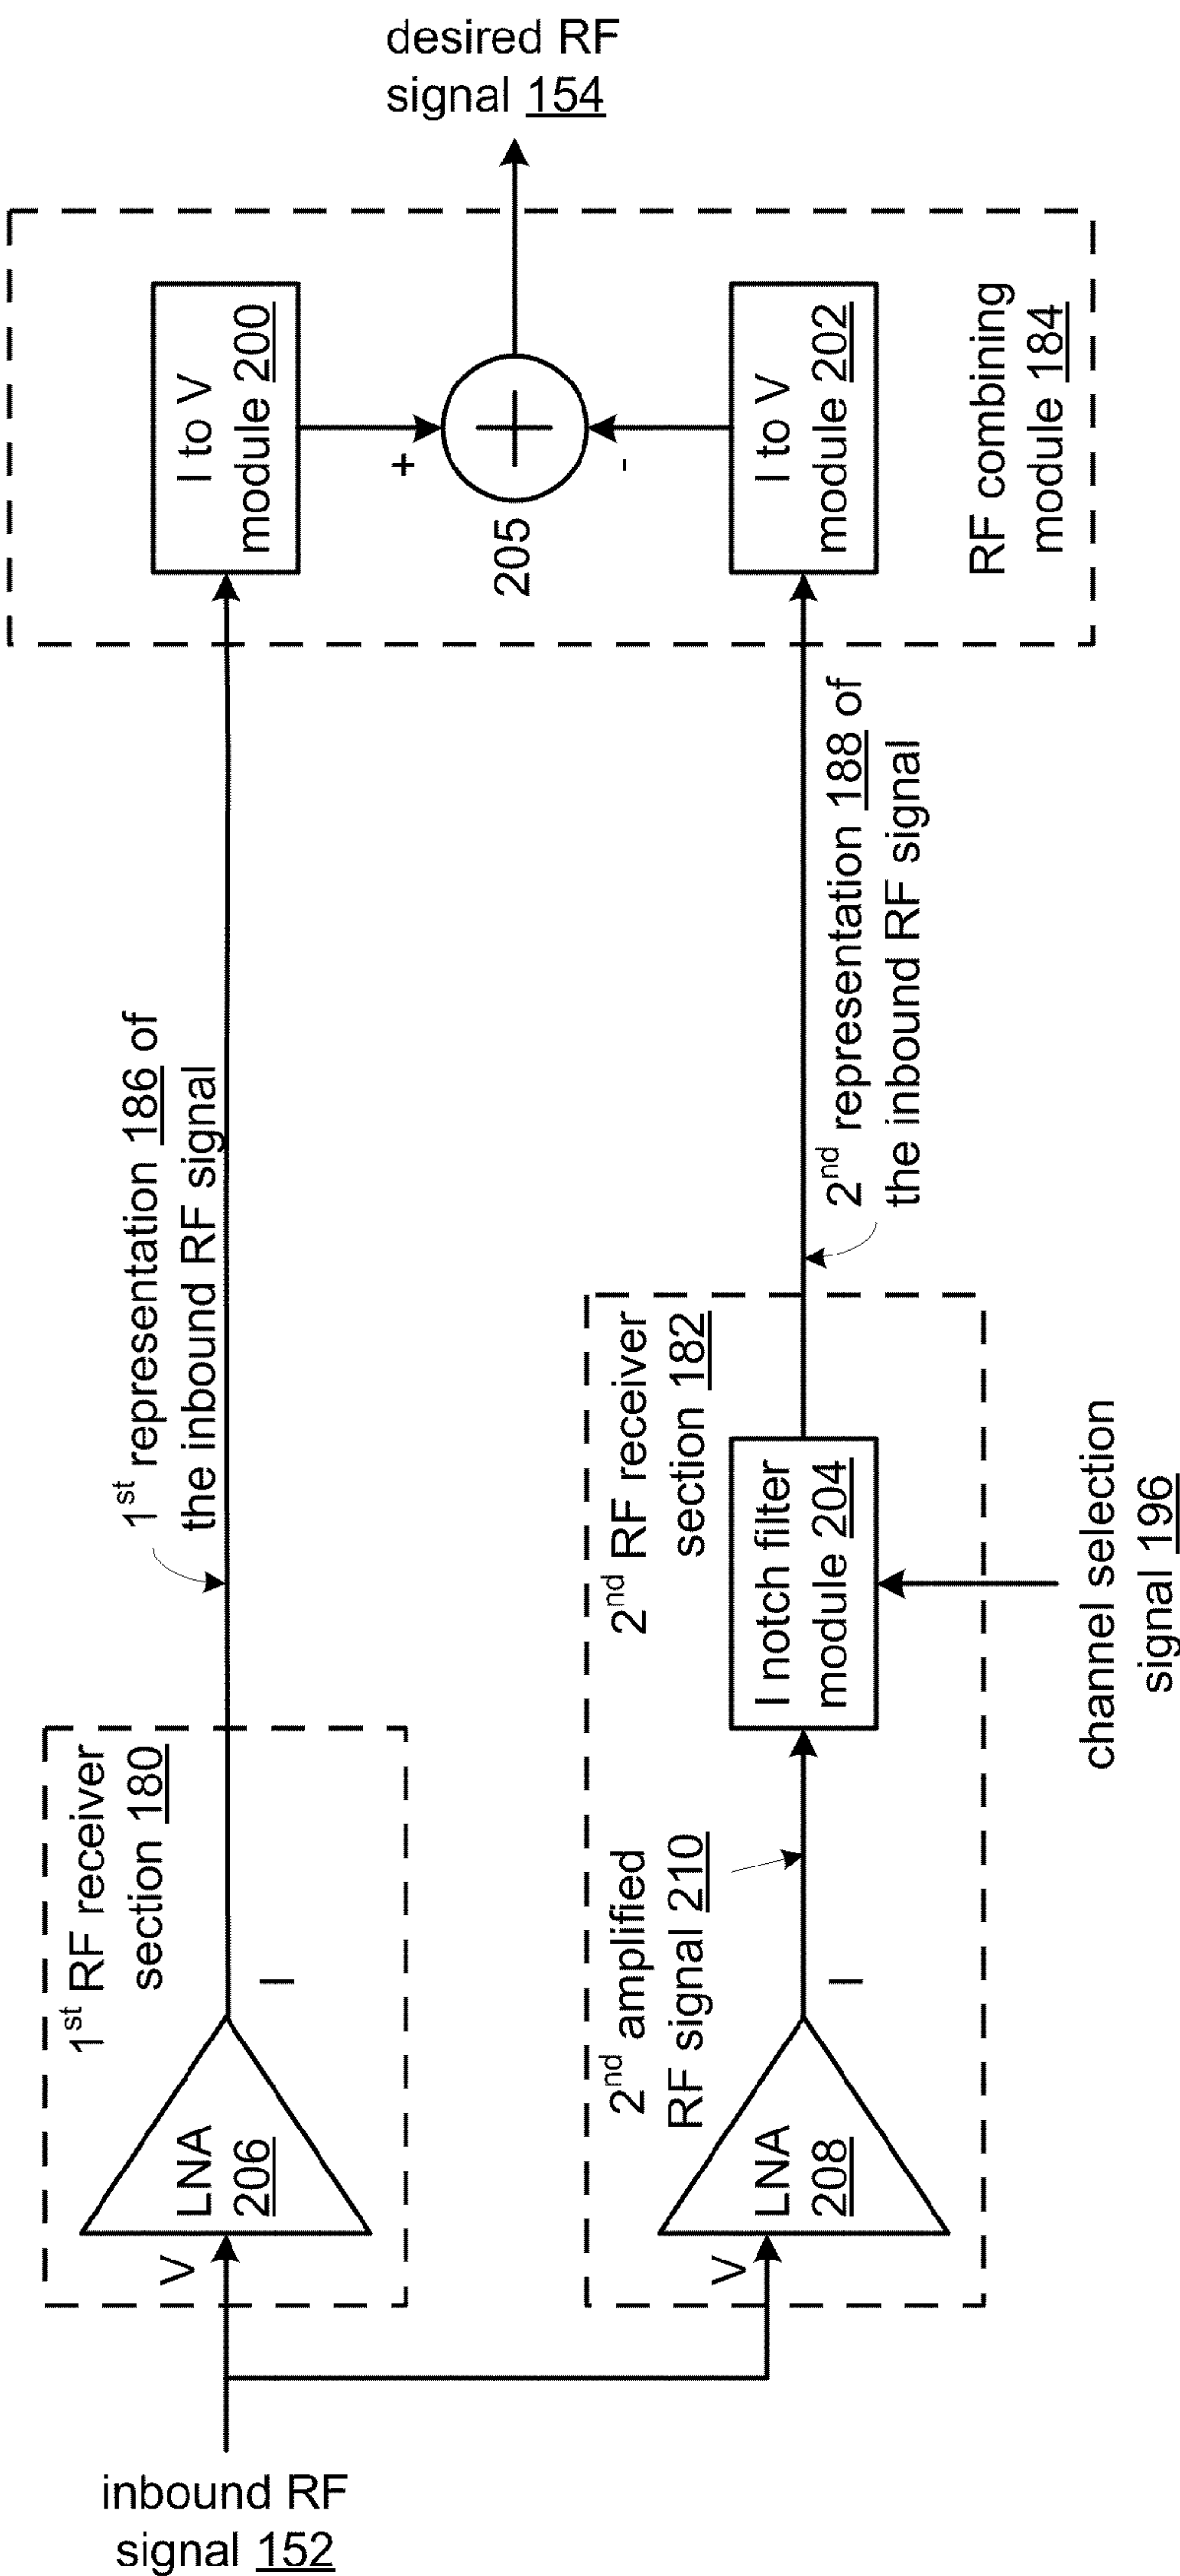 inbound RF
signal 152
V
LNA
206
I
1st RF receiver
section 180
1st representation 186 of
the inbound RF signal
I to V
module 200
+
205
-
desired RF
signal 154
V
LNA
208
I
2nd amplified
RF signal 210
I notch filter
module 204
2nd RF receiver
section 182
channel selection
signal 196
2nd representation 188 of
the inbound RF signal
I to V
module 202
RF combining
module 184